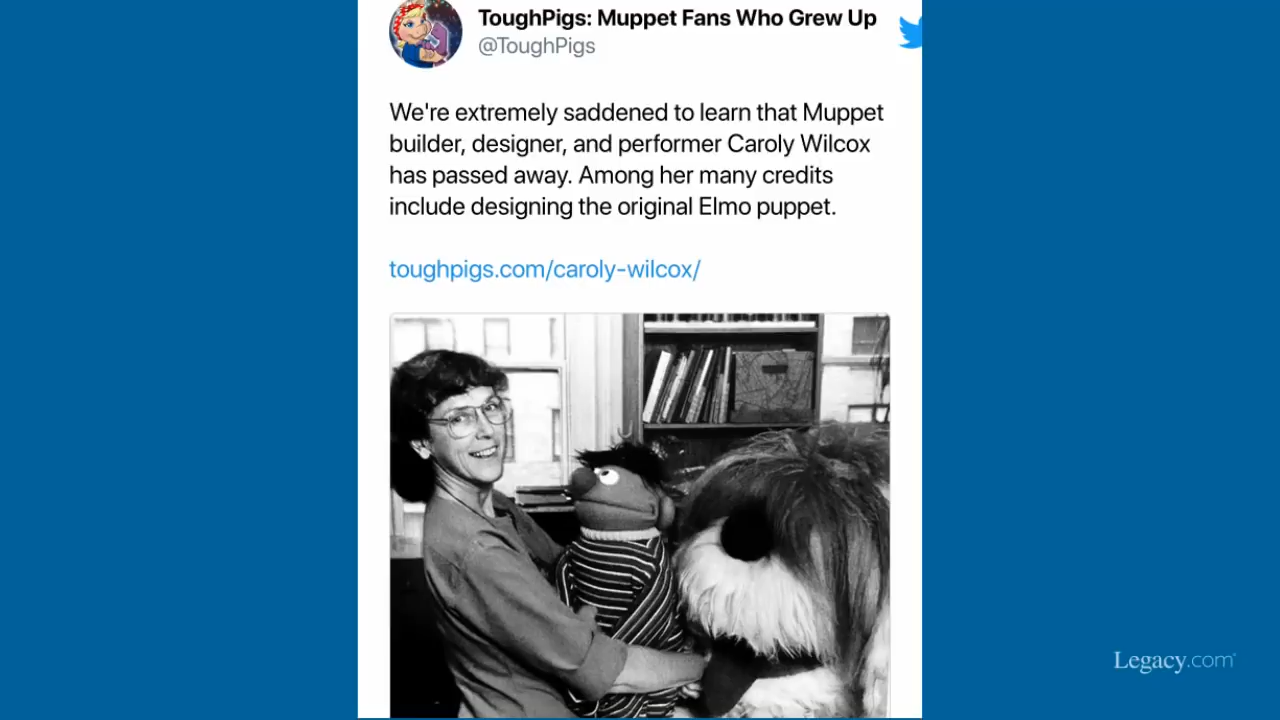 ToughPigs: Muppet Fans Who Grew Up
@ToughPigs
We're extremely saddened to learn that Muppet
builder, designer, and performer Caroly Wilcox
has passed away. Among her many credits
include designing the original Elmo puppet.
toughpigs.com/caroly-wilcox/
Legacy.com